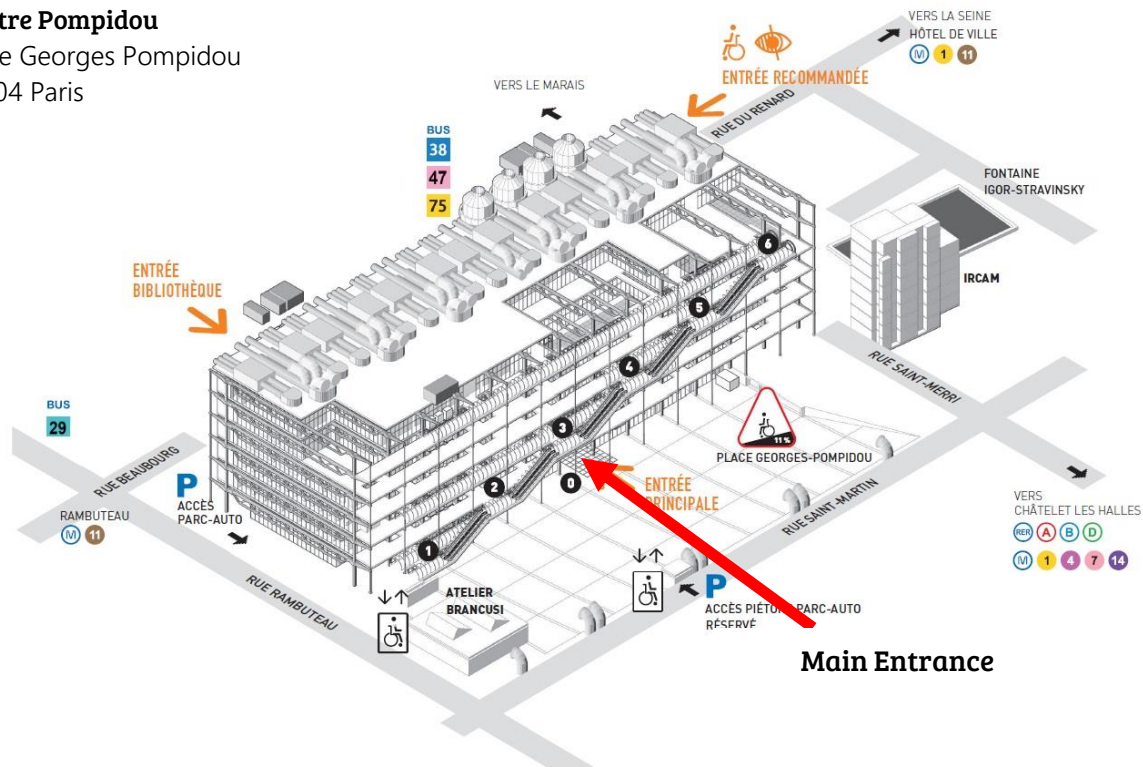 tre Pompidou
e Georges Pompidou
04 Paris
VERS LA SEINE
HÔTEL DE VILLE
M 1 11
ENTRÉE RECOMMANDÉE
VERS LE MARAIS
RUE DU RENARD
BUS
38
47
75
FONTAINE
IGOR-STRAVINSKY
ENTRÉE
BIBLIOTHÈQUE
6
IRCAM
5
4
RUE SAINT-MERRI
BUS
29
3
11 %
PLACE GEORGES-POMPIDOU
RUE BEAUBOURG
P
ACCÈS
PARC-AUTO
2
0
ENTRÉE
PRINCIPALE
RUE SAINT-MARTIN
VERS
CHÂTELET LES HALLES
RER A B D
M 1 4 7 14
RAMBUTEAU
M 11
1
RUE RAMBUTEAU
ATELIER
BRANCUSI
P
ACCÈS PIÉTONS PARC-AUTO
RÉSERVÉ
Main Entrance